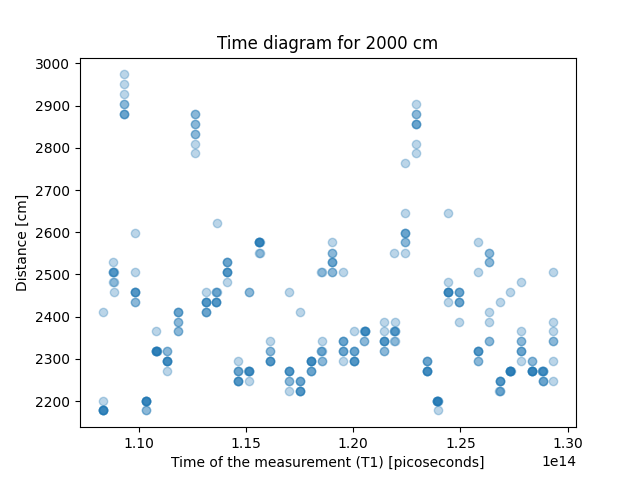 Time diagram for 2000 cm
3000
2900
2800
2700
2600
2500
2400
2300
2200
Distance [cm]
1.10 1.15 1.20 1.25 1.30
1e14
Time of the measurement (T1) [picoseconds]